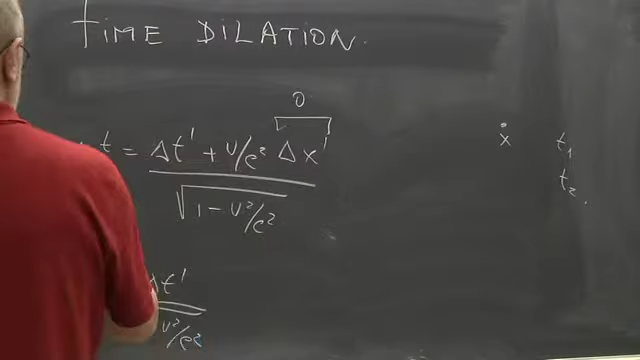 TIME DILATION.
0
t = Δt' + v/c² Δx'
√1 - v²/c²
ẋ t₁
t₂.
Δt'
v²/c²